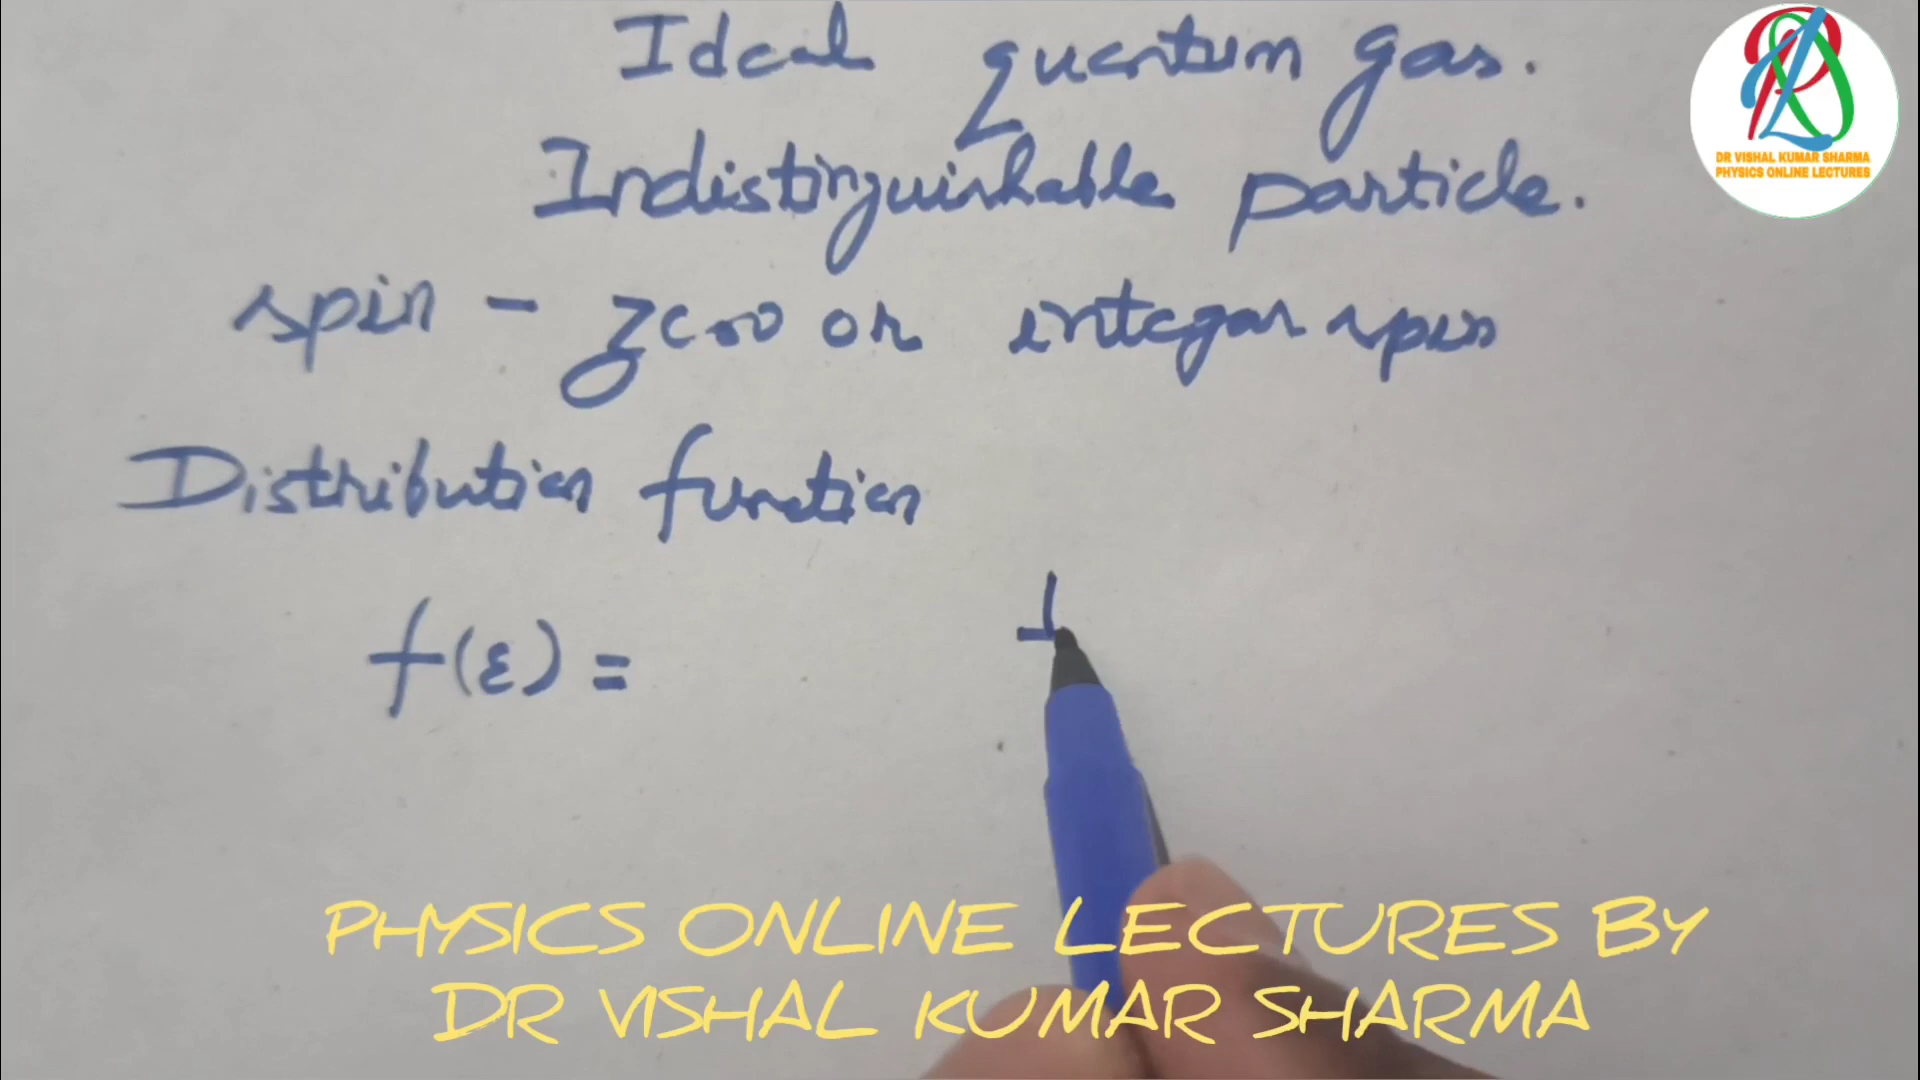 Ideal quantum gas.
Indistinguishable particle.
spin - zero or integar spin
Distribution function
f(ε) =
1
DR VISHAL KUMAR SHARMA
PHYSICS ONLINE LECTURES
PHYSICS ONLINE LECTURES BY
DR VISHAL KUMAR SHARMA